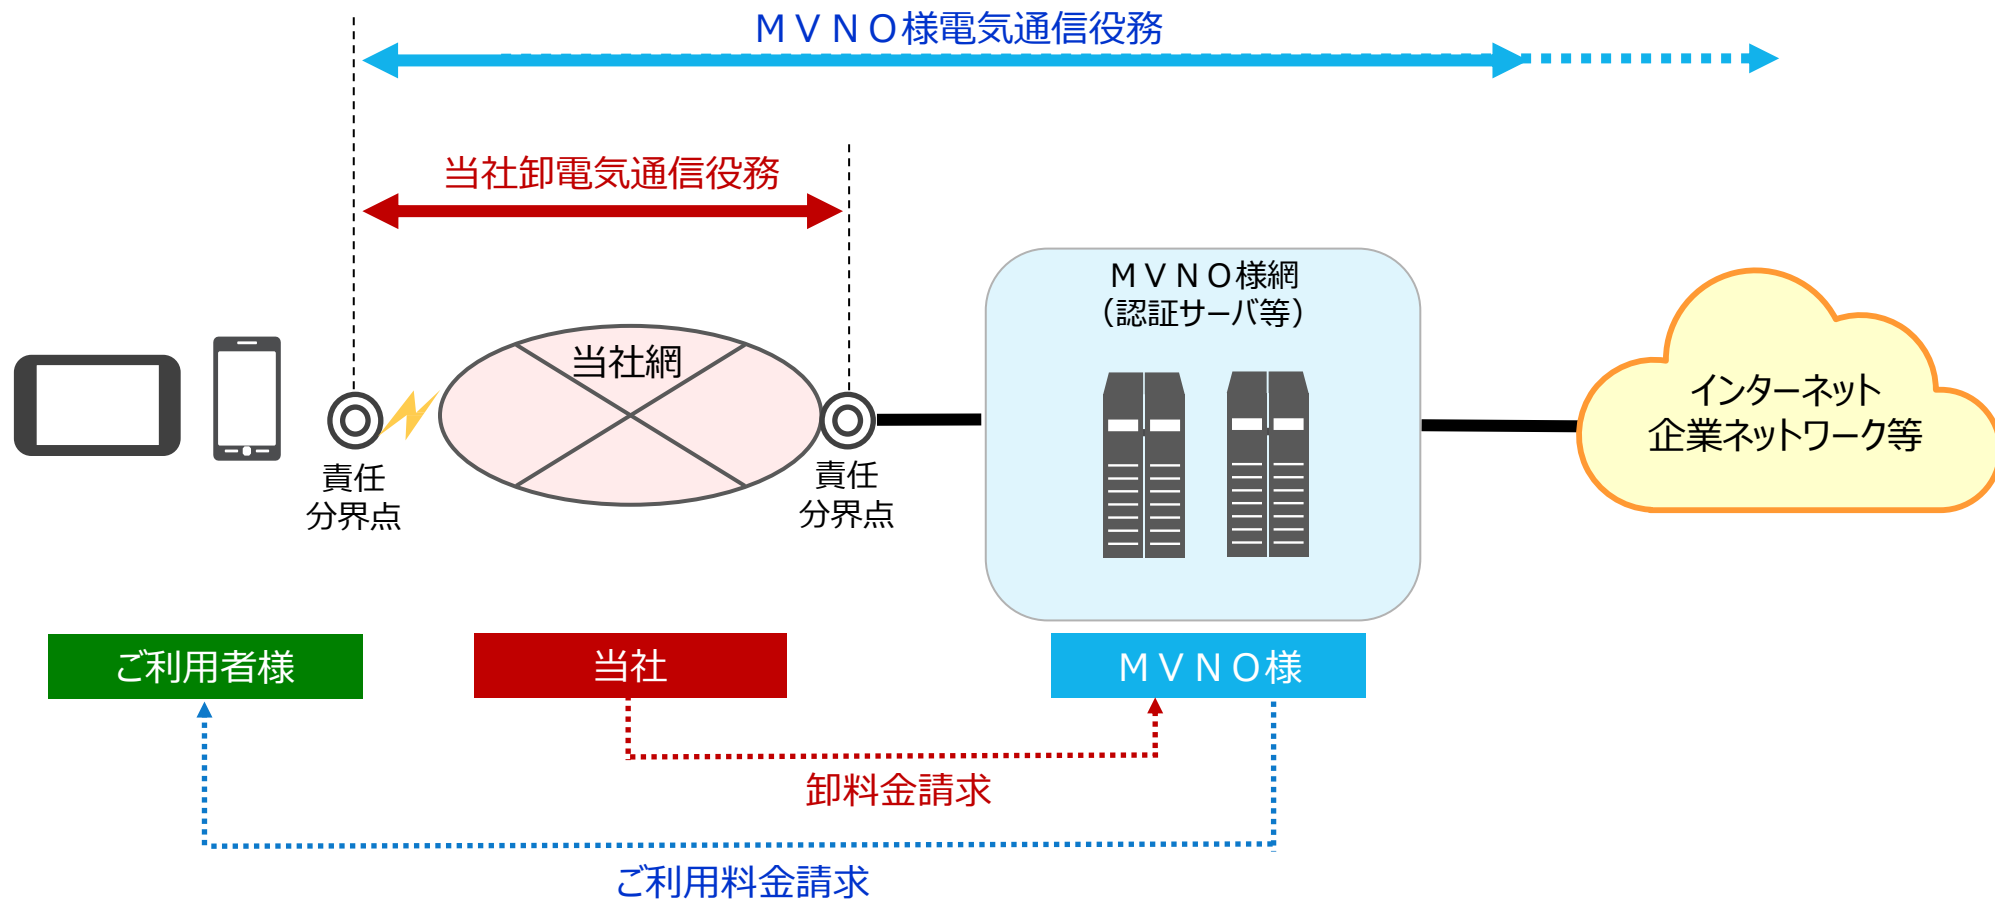 ＭＶＮＯ様電気通信役務
当社卸電気通信役務
ＭＶＮＯ様網
（認証サーバ等）
当社網
インターネット
企業ネットワーク等
責任
分界点
責任
分界点
ご利用者様
当社
ＭＶＮＯ様
卸料金請求
ご利用料金請求